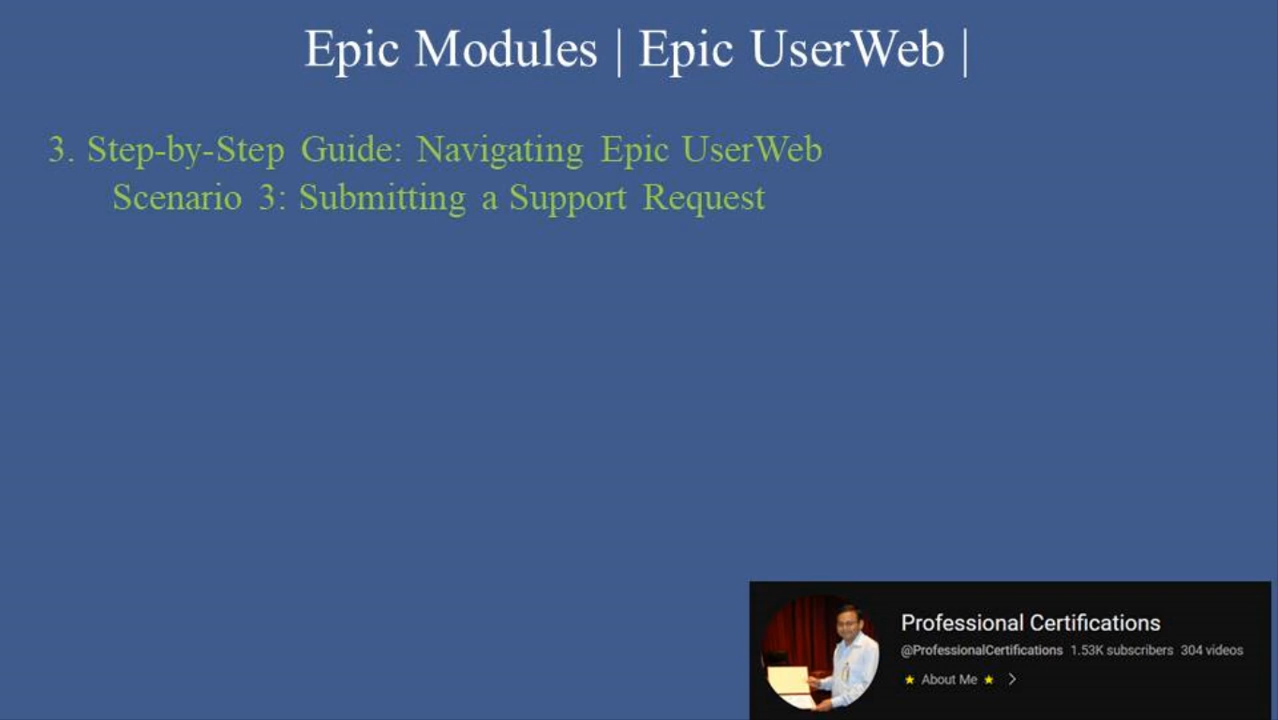 Epic Modules | Epic UserWeb |
3. Step-by-Step Guide: Navigating Epic UserWeb
Scenario 3: Submitting a Support Request
Professional Certifications
@ProfessionalCertifications 1.53K subscribers 304 videos
★ About Me ★ >